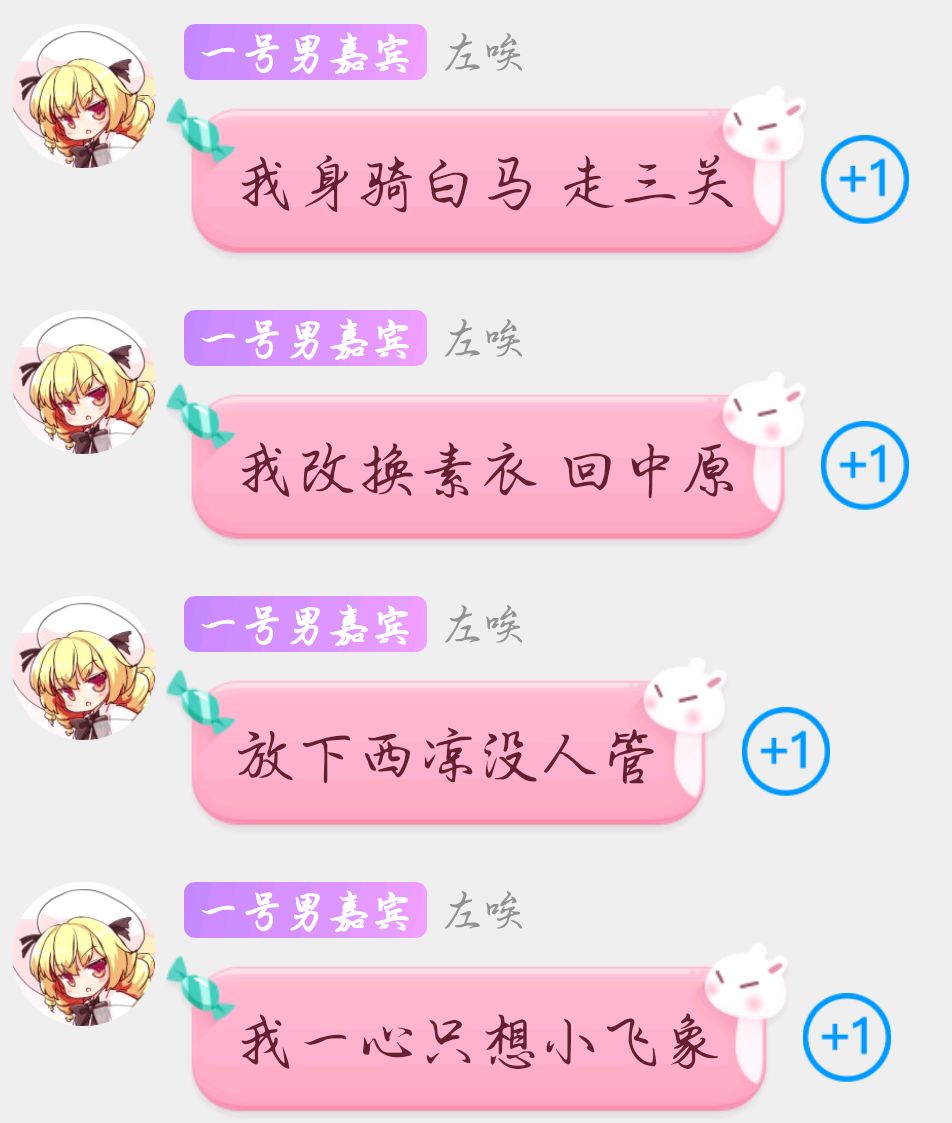 一号男嘉宾 左唉
我身骑白马 走三关
+1
一号男嘉宾 左唉
我改换素衣 回中原
+1
一号男嘉宾 左唉
放下西凉没人管
+1
一号男嘉宾 左唉
我一心只想小飞象
+1